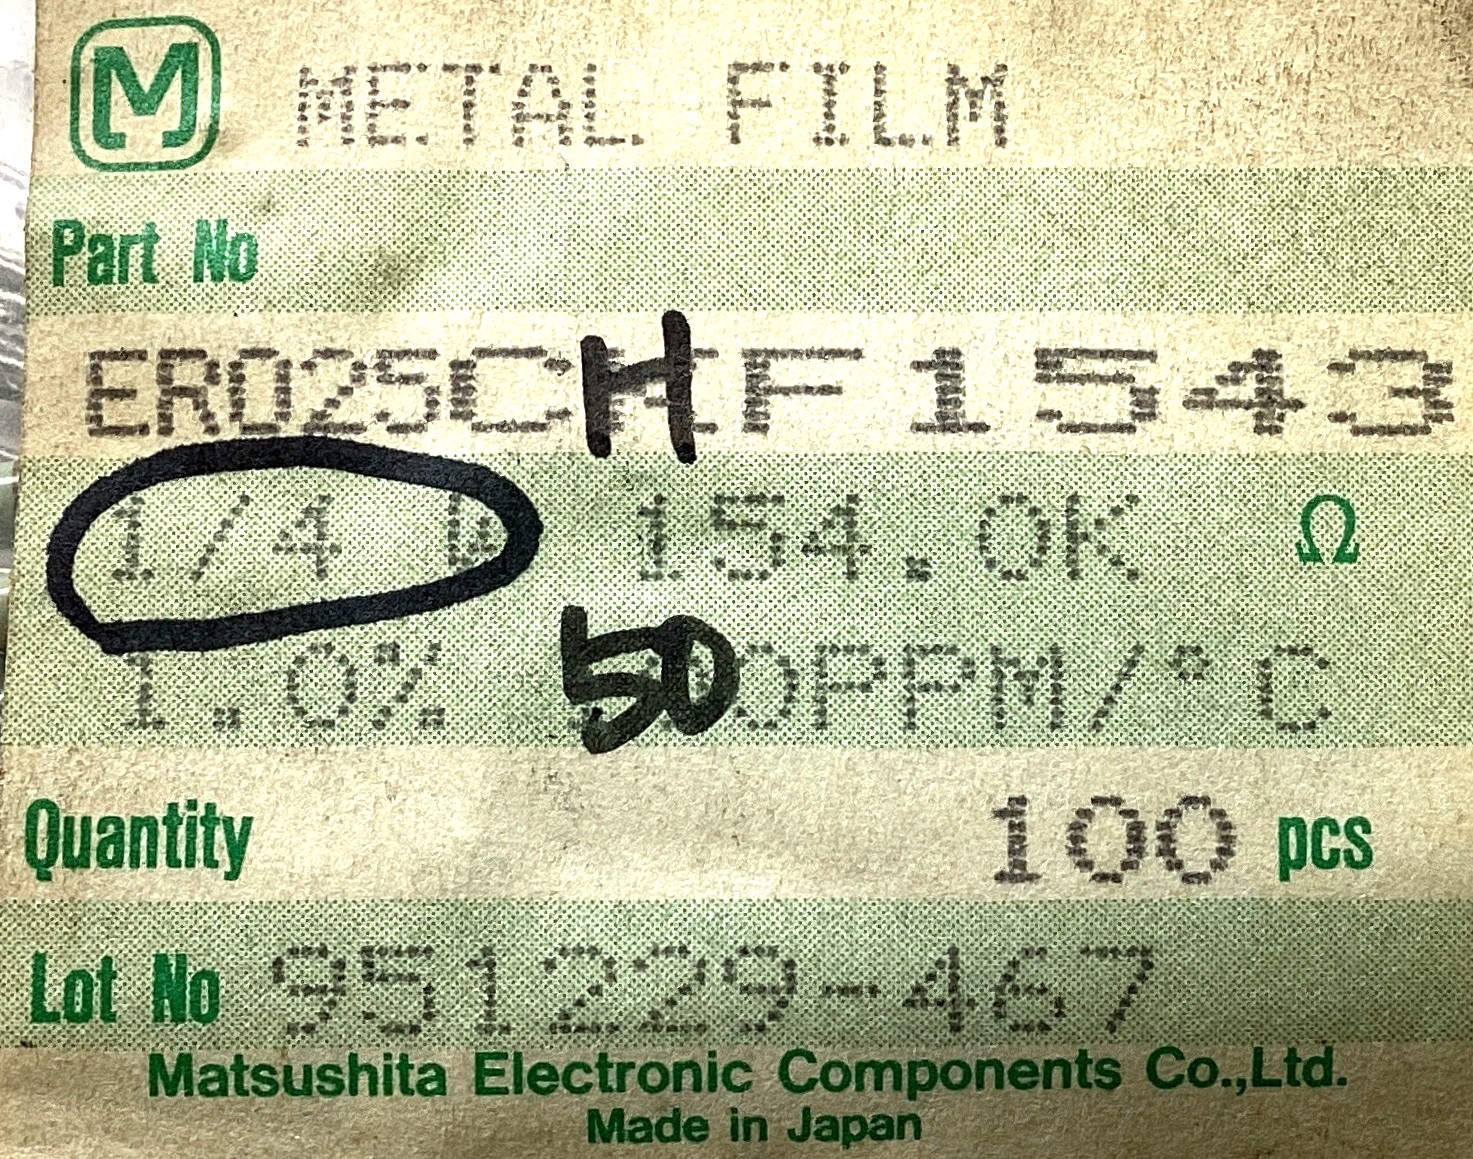 M METAL FILM
Part No
ERO25CHF1543
1/4 W 154.0K Ω
1.0% 50 PPM/°C
Quantity 100 pcs
Lot No 951229-467
Matsushita Electronic Components Co.,Ltd.
Made in Japan